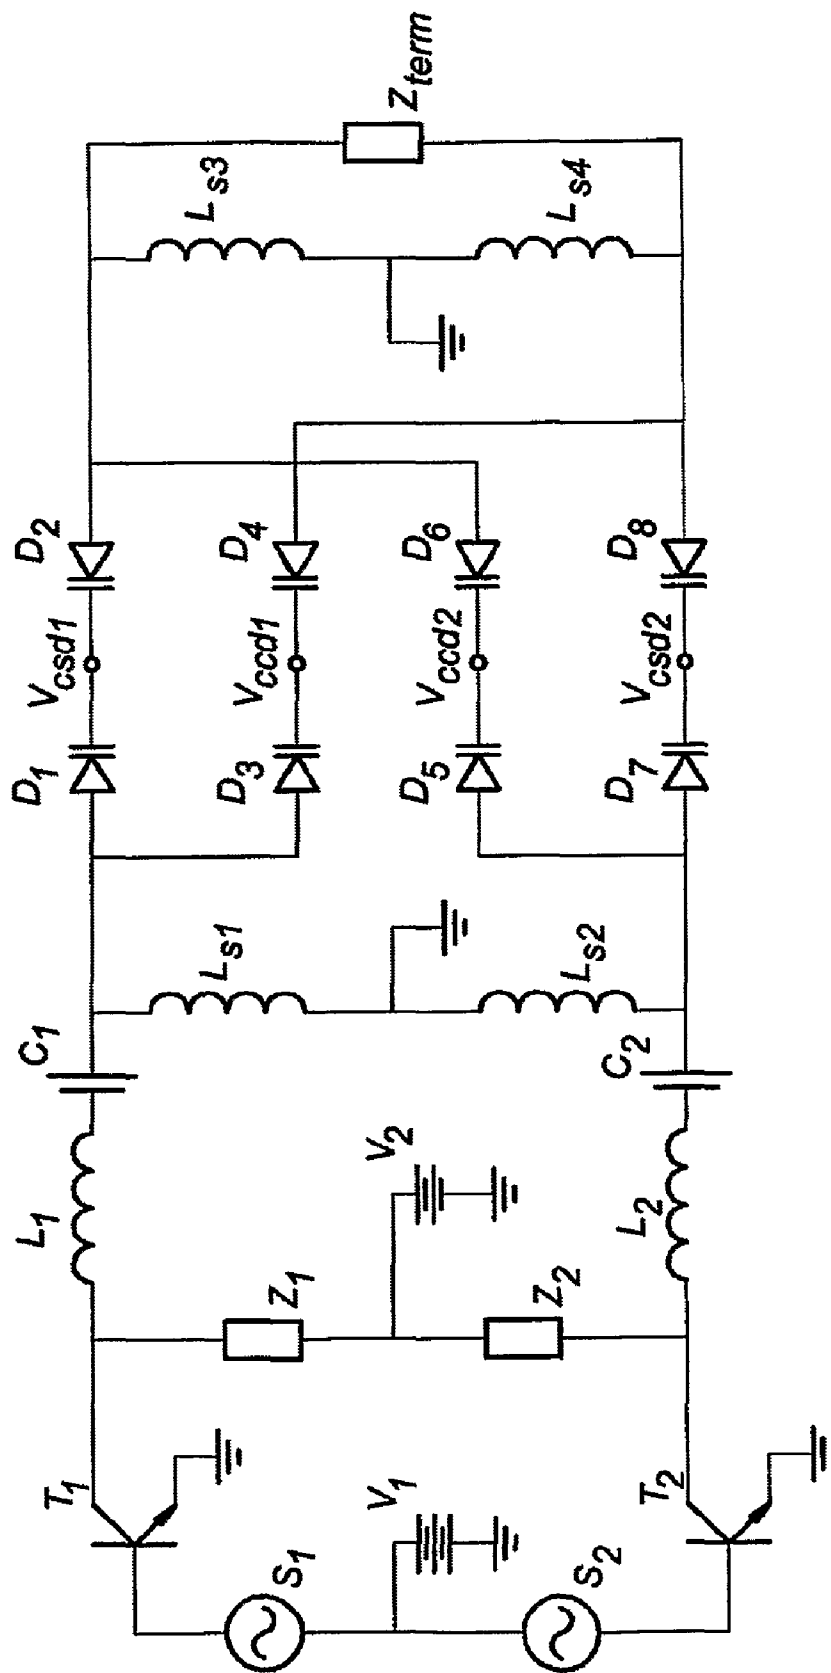 S1
V1
S2
T1
T2
Z1
V2
Z2
L1
L2
C1
C2
Ls1
Ls2
D1
D3
D5
D7
Vcsd1
Vccd1
Vccd2
Vcsd2
D2
D4
D6
D8
Ls3
Ls4
Zterm